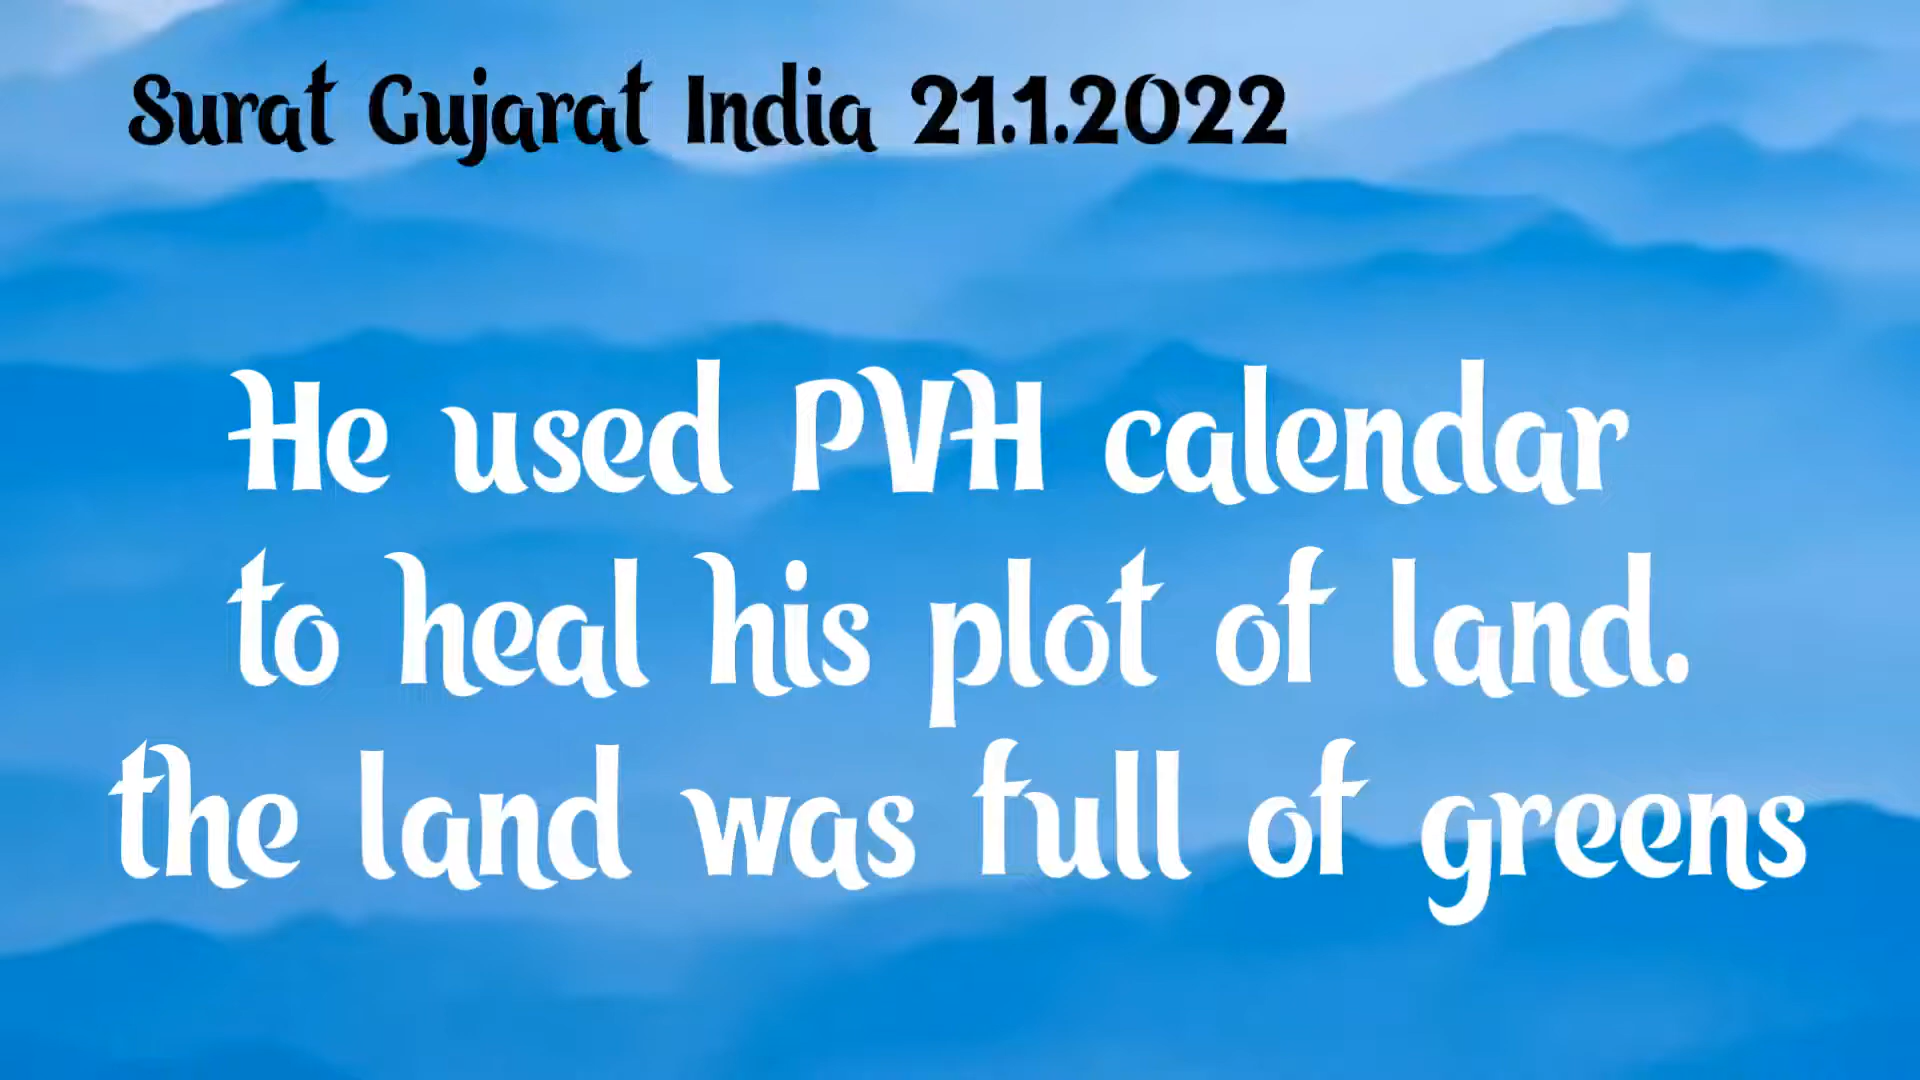 Surat Gujarat India 21.1.2022
He used PVH calendar
to heal his plot of land.
the land was full of greens